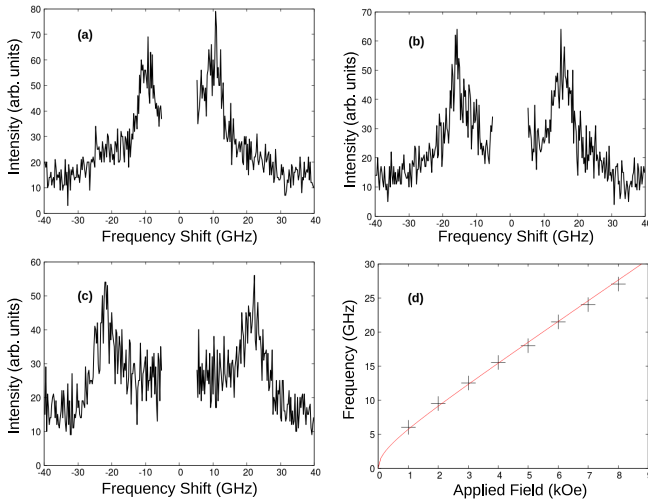 (a)
Intensity (arb. units)
80
70
60
50
40
30
20
10
0
-40 -30 -20 -10 0 10 20 30 40
Frequency Shift (GHz)
(b)
Intensity (arb. units)
70
60
50
40
30
20
10
0
-40 -30 -20 -10 0 10 20 30 40
Frequency Shift (GHz)
(c)
Intensity (arb. units)
60
50
40
30
20
10
0
-40 -30 -20 -10 0 10 20 30 40
Frequency Shift (GHz)
(d)
Frequency (GHz)
30
25
20
15
10
5
0
0 1 2 3 4 5 6 7 8 9
Applied Field (kOe)